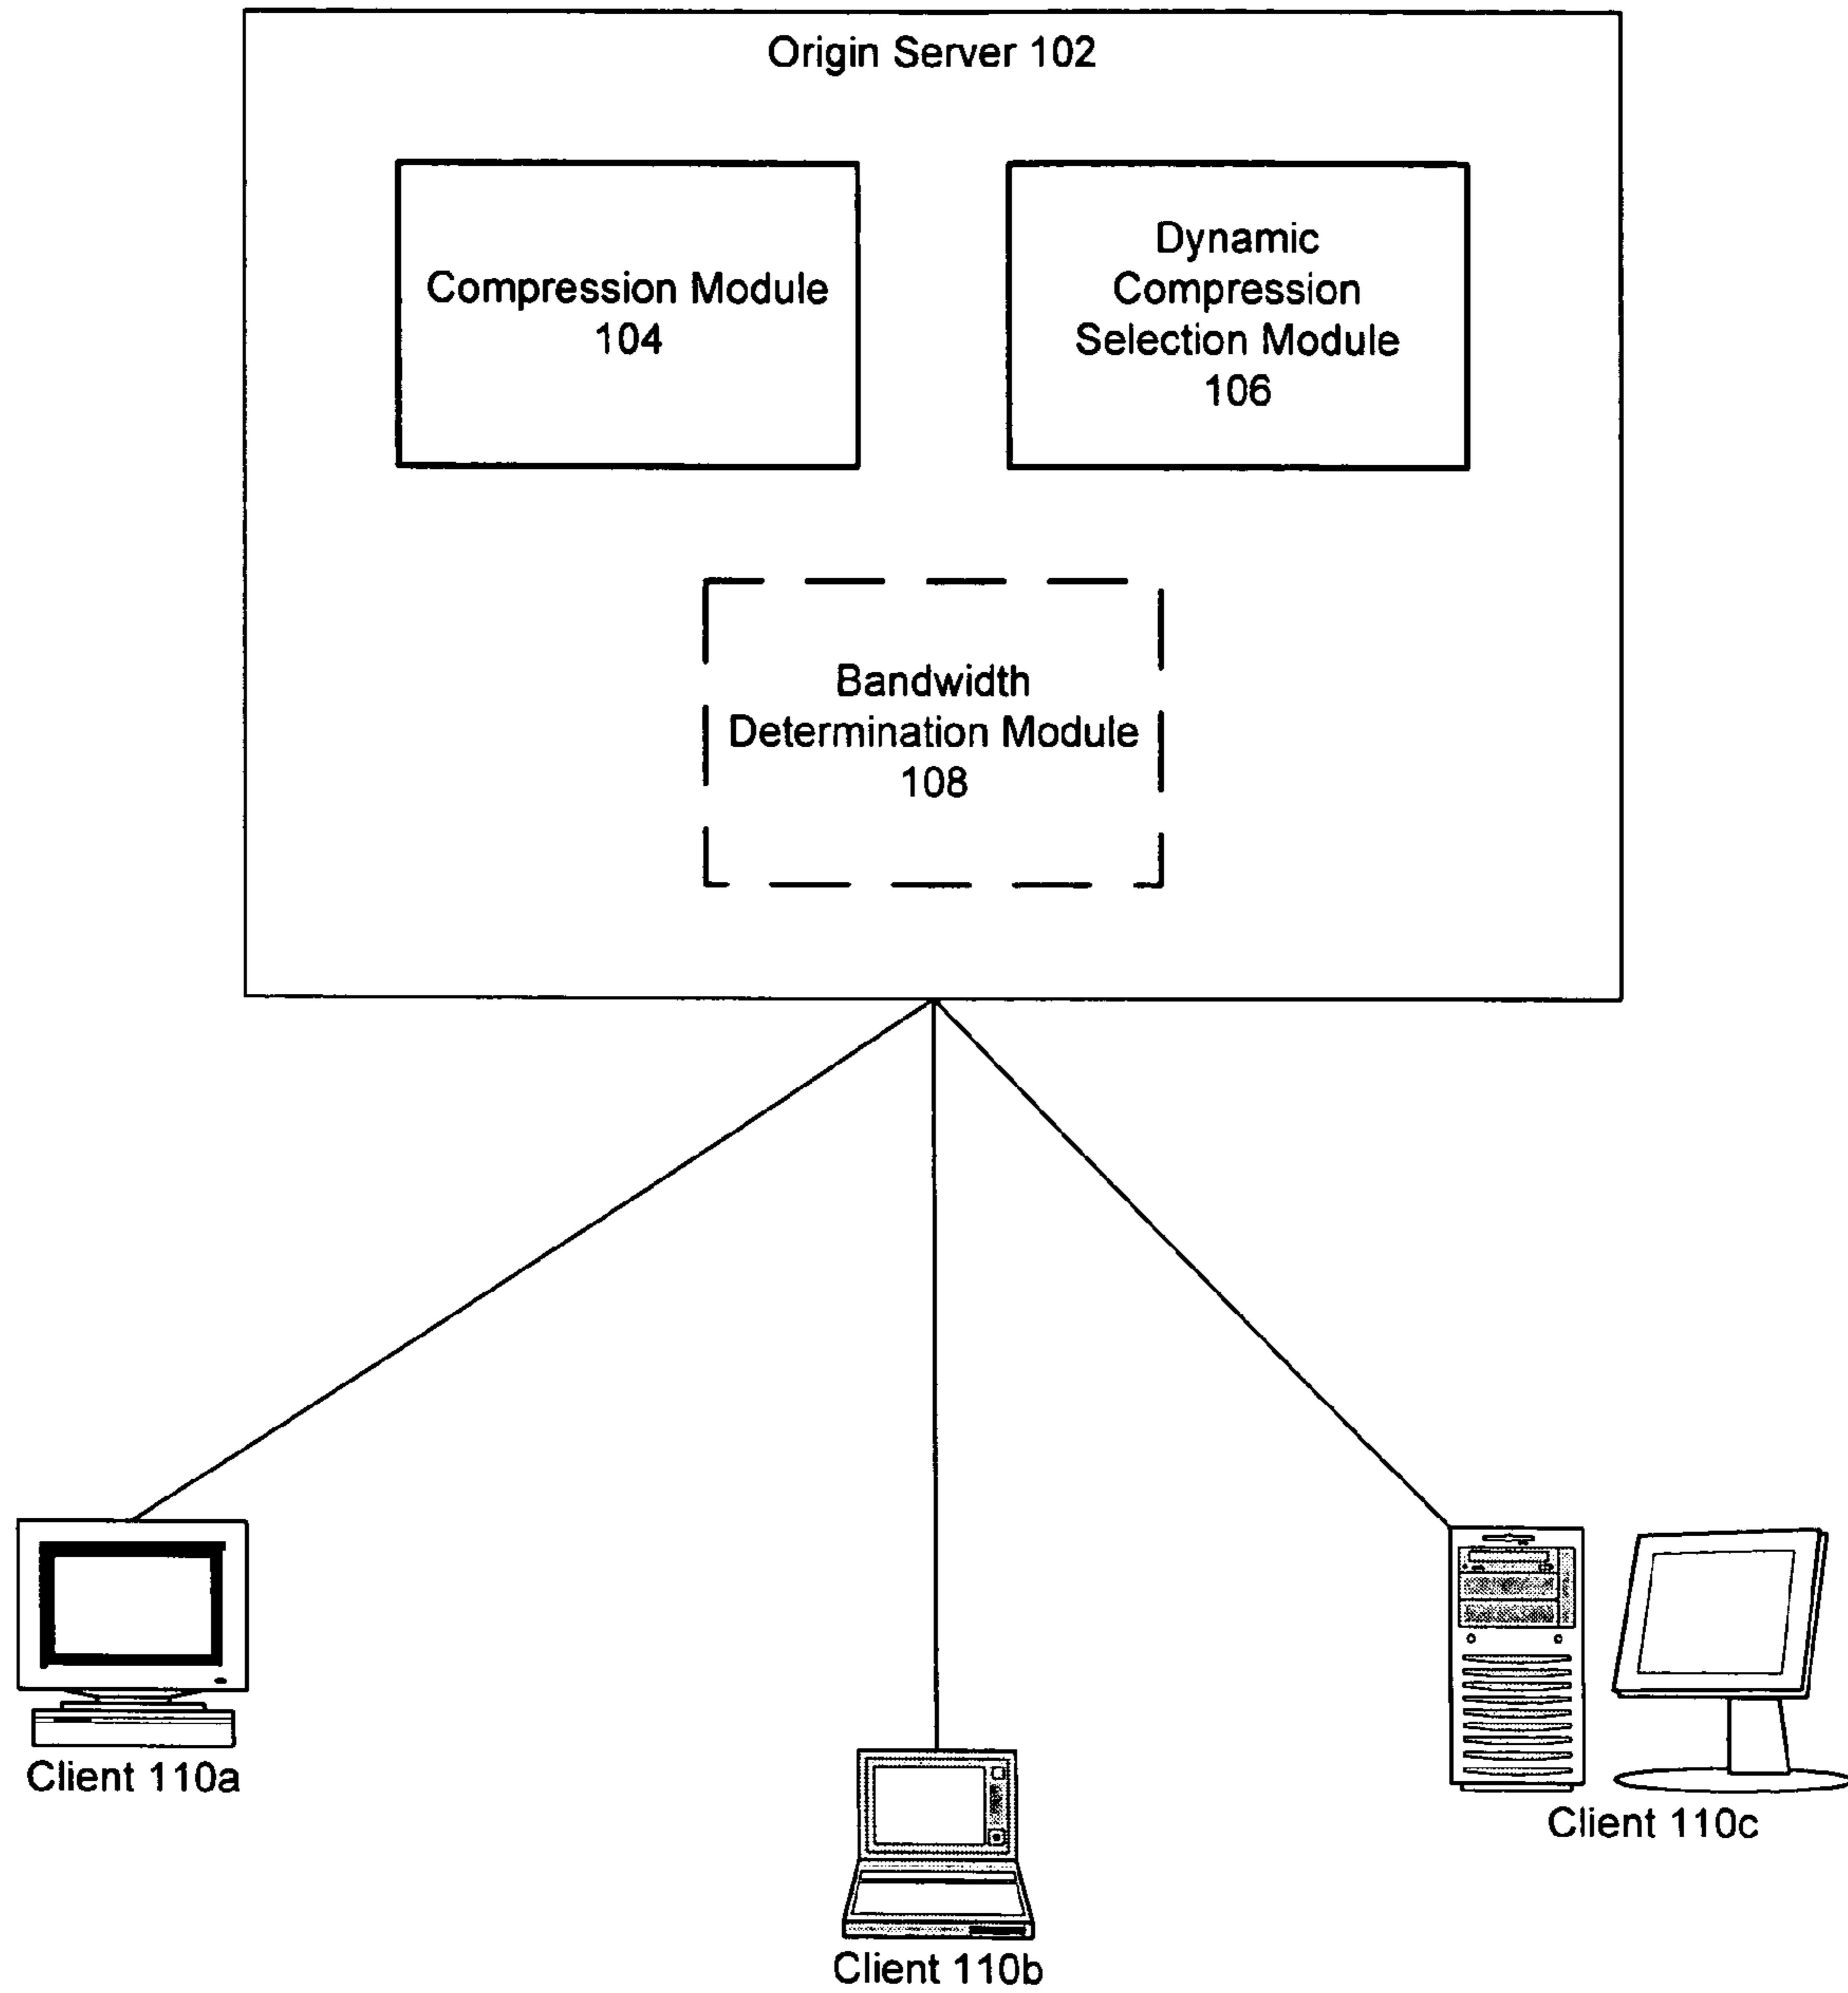 Origin Server 102
Compression Module
104
Dynamic
Compression
Selection Module
106
Bandwidth
Determination Module
108
Client 110a
Client 110b
Client 110c